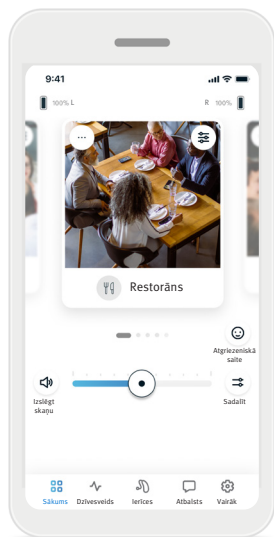 9:41
100% L
R 100%
Restorāns
Atgriezeniskā
saite
Izslēgt
skaņu
Sadalīt
Sākums Dzīvesveids Ierīces Atbalsts Vairāk